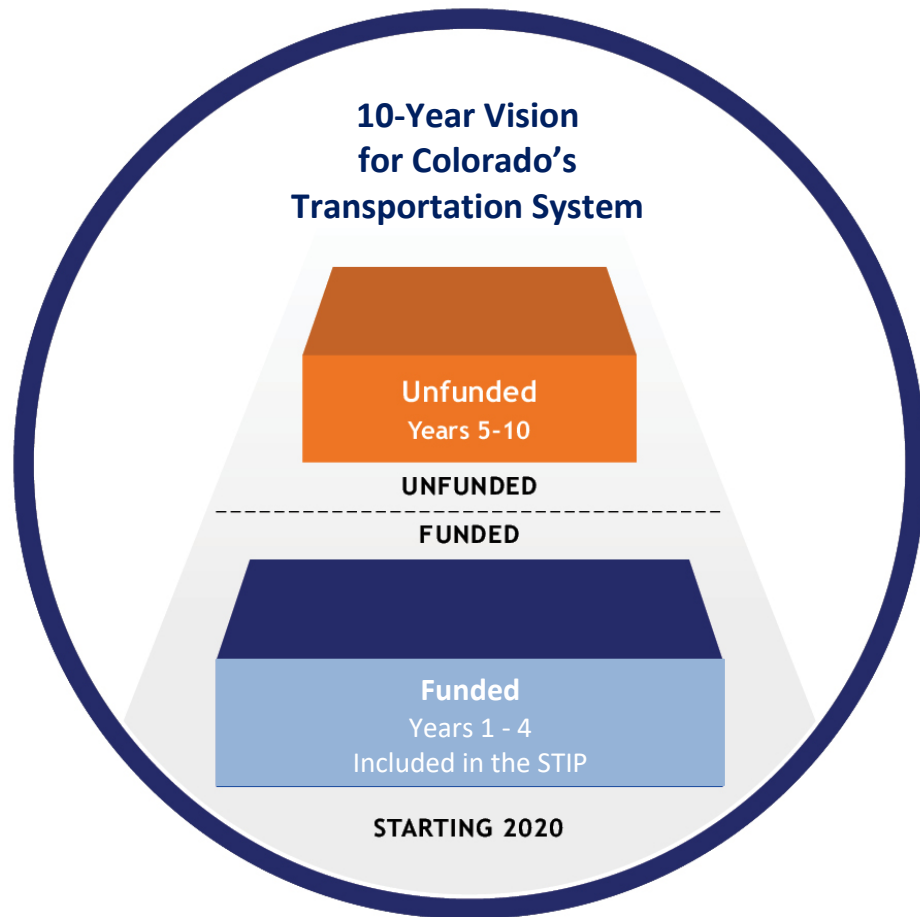 10-Year Vision
for Colorado’s
Transportation System
Unfunded
Years 5-10
UNFUNDED
FUNDED
Funded
Years 1 - 4
Included in the STIP
STARTING 2020